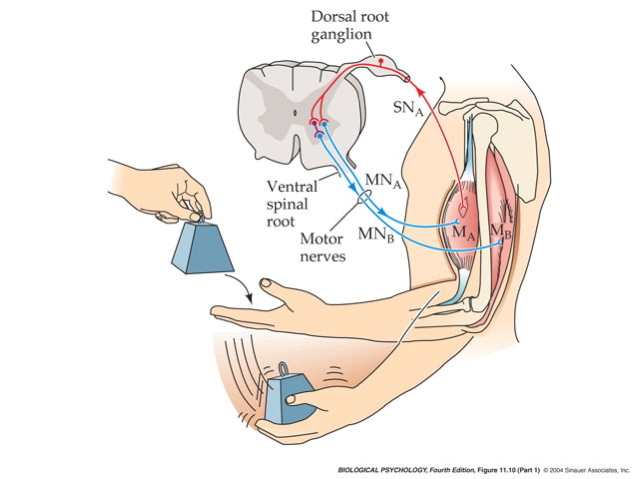 Dorsal root
ganglion
SNA
MNA
Ventral
spinal
root
MNB
Motor
nerves
MA
MB
BIOLOGICAL PSYCHOLOGY, Fourth Edition, Figure 11.10 (Part 1) © 2004 Sinauer Associates, Inc.